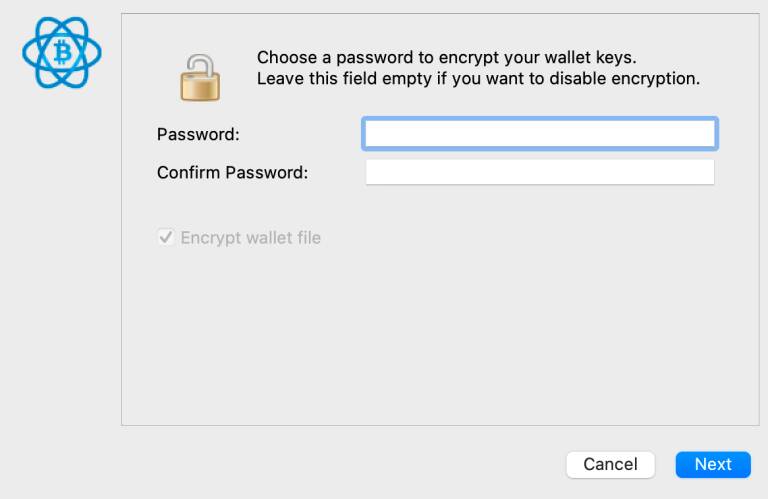 Choose a password to encrypt your wallet keys.
Leave this field empty if you want to disable encryption.
Password:
Confirm Password:
Encrypt wallet file
Cancel
Next